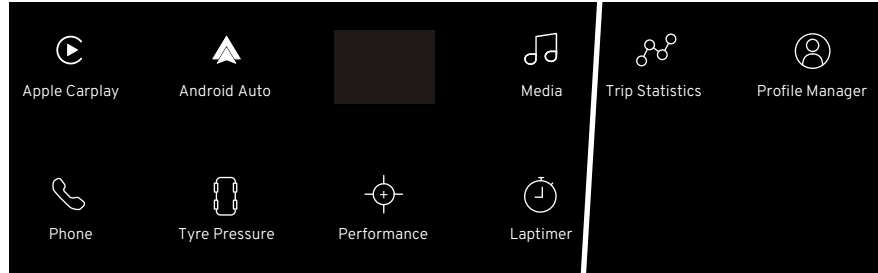 Apple Carplay
Android Auto
Media
Trip Statistics
Profile Manager
Phone
Tyre Pressure
Performance
Laptimer